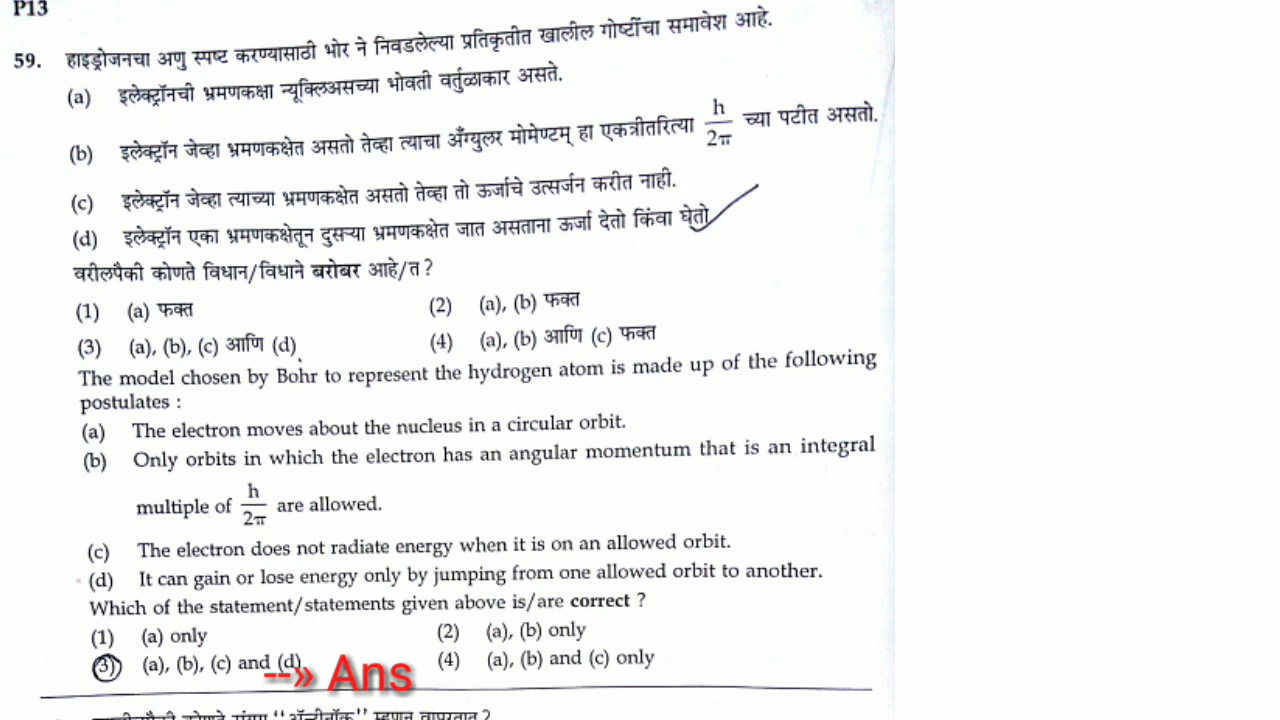 P13
59. हाइड्रोजनचा अणु स्पष्ट करण्यासाठी भोर ने निवडलेल्या प्रतिकृतीत खालील गोष्टींचा समावेश आहे.
(a) इलेक्ट्रॉनची भ्रमणकक्षा न्यूक्लिअसच्या भोवती वर्तुळाकार असते.
(b) इलेक्ट्रॉन जेव्हा भ्रमणकक्षेत असतो तेव्हा त्याचा अँग्युलर मोमेण्टम् हा एकत्रीतरित्या h/2π च्या पटीत असतो.
(c) इलेक्ट्रॉन जेव्हा त्याच्या भ्रमणकक्षेत असतो तेव्हा तो ऊर्जाचे उत्सर्जन करीत नाही.
(d) इलेक्ट्रॉन एका भ्रमणकक्षेतून दुसऱ्या भ्रमणकक्षेत जात असताना ऊर्जा देतो किंवा घेतो
वरीलपैकी कोणते विधान/विधाने बरोबर आहे/त ?
(1) (a) फक्त (2) (a), (b) फक्त
(3) (a), (b), (c) आणि (d) (4) (a), (b) आणि (c) फक्त
The model chosen by Bohr to represent the hydrogen atom is made up of the following
postulates :
(a) The electron moves about the nucleus in a circular orbit.
(b) Only orbits in which the electron has an angular momentum that is an integral
multiple of h/2π are allowed.
(c) The electron does not radiate energy when it is on an allowed orbit.
(d) It can gain or lose energy only by jumping from one allowed orbit to another.
Which of the statement/statements given above is/are correct ?
(1) (a) only (2) (a), (b) only
(3) (a), (b), (c) and (d) --» Ans (4) (a), (b) and (c) only